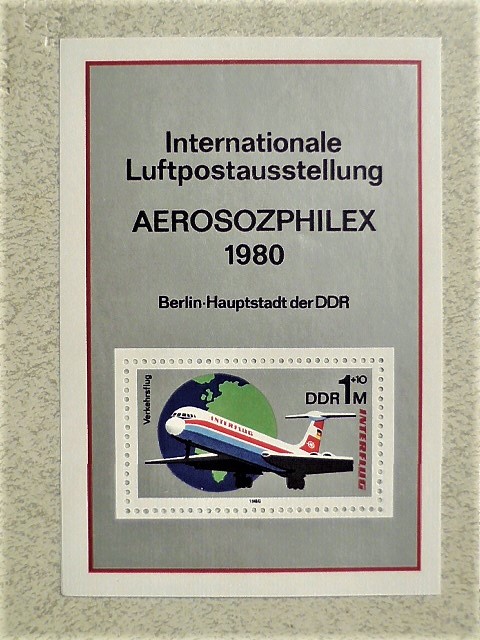 Internationale
Luftpostausstellung
AEROSOZPHILEX
1980
Berlin·Hauptstadt der DDR
Verkehrsflug
DDR 1+10 M
INTERFLUG
INTERFLUG
1980